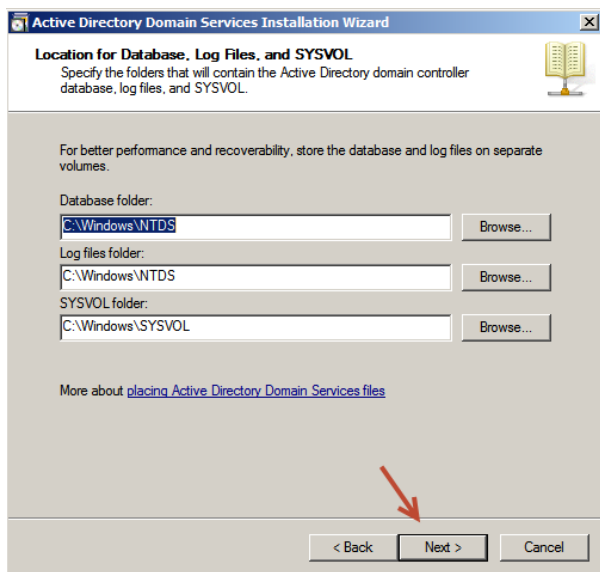 Active Directory Domain Services Installation Wizard
Location for Database, Log Files, and SYSVOL
Specify the folders that will contain the Active Directory domain controller
database, log files, and SYSVOL.
For better performance and recoverability, store the database and log files on separate
volumes.
Database folder:
C:\Windows\NTDS
Browse...
Log files folder:
C:\Windows\NTDS
Browse...
SYSVOL folder:
C:\Windows\SYSVOL
Browse...
More about placing Active Directory Domain Services files
< Back
Next >
Cancel